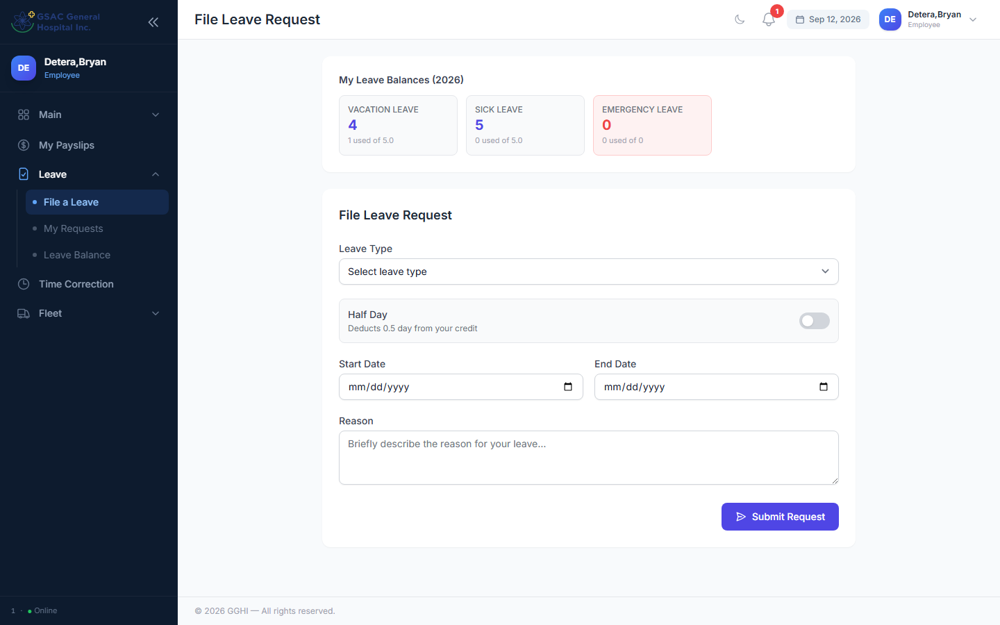 GSAC General
Hospital Inc.
DE
Detera,Bryan
Employee
Main
My Payslips
Leave
File a Leave
My Requests
Leave Balance
Time Correction
Fleet
1 · Online
File Leave Request
1
Sep 12, 2026
DE
Detera,Bryan
Employee
My Leave Balances (2026)
VACATION LEAVE
4
1 used of 5.0
SICK LEAVE
5
0 used of 5.0
EMERGENCY LEAVE
0
0 used of 0
File Leave Request
Leave Type
Select leave type
Half Day
Deducts 0.5 day from your credit
Start Date
mm/dd/yyyy
End Date
mm/dd/yyyy
Reason
Briefly describe the reason for your leave...
Submit Request
© 2026 GGHI — All rights reserved.